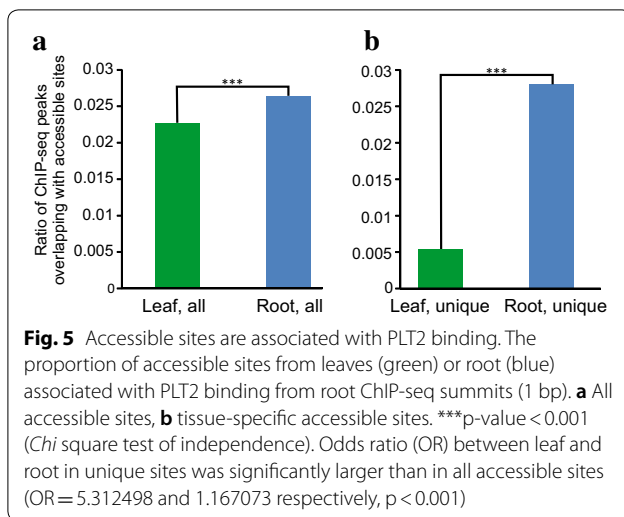 a
b
Ratio of ChIP-seq peaks
overlapping with accessible sites
0.03
0.025
0.02
0.015
0.01
0.005
0
***
Leaf, all
Root, all
0.03
0.025
0.02
0.015
0.01
0.005
0
***
Leaf, unique
Root, unique
Fig. 5 Accessible sites are associated with PLT2 binding. The
proportion of accessible sites from leaves (green) or root (blue)
associated with PLT2 binding from root ChIP-seq summits (1 bp). a All
accessible sites, b tissue-specific accessible sites. ***p-value < 0.001
(Chi square test of independence). Odds ratio (OR) between leaf and
root in unique sites was significantly larger than in all accessible sites
(OR = 5.312498 and 1.167073 respectively, p < 0.001)